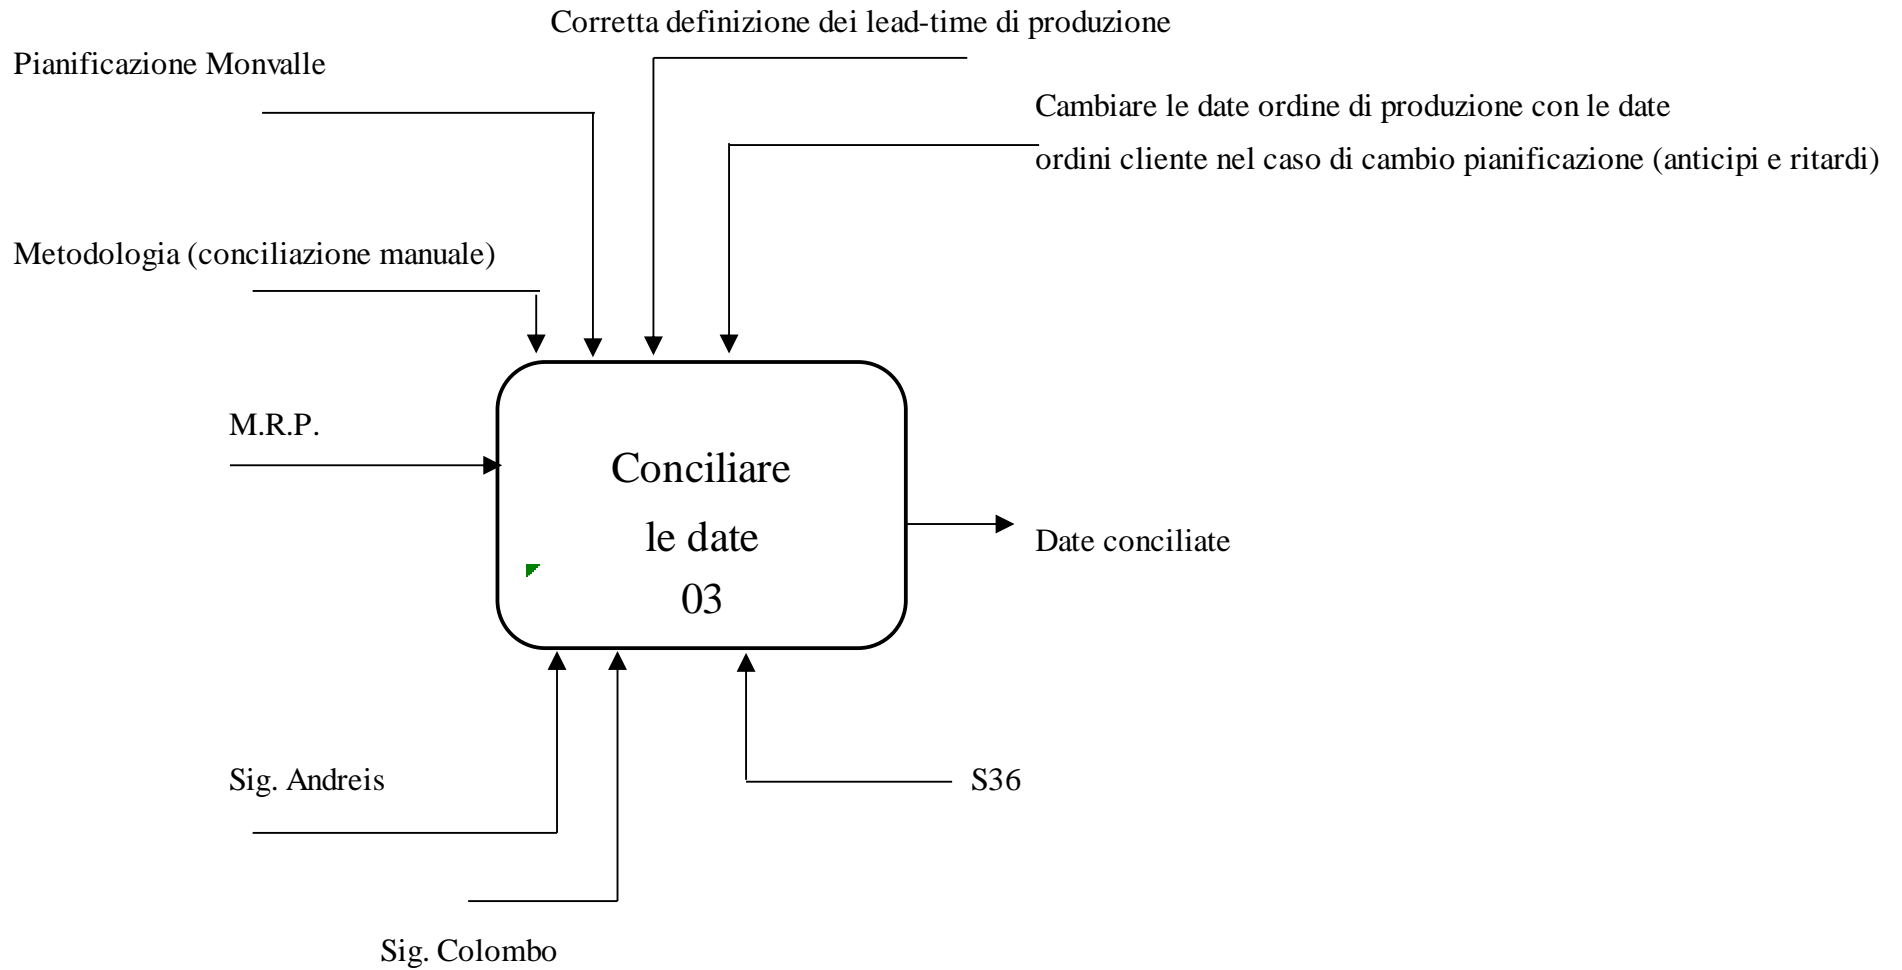 Corretta definizione dei lead-time di produzione
Pianificazione Monvalle
Cambiare le date ordine di produzione con le date
ordini cliente nel caso di cambio pianificazione (anticipi e ritardi)
Metodologia (conciliazione manuale)
M.R.P.
Conciliare
le date
03
Date conciliate
Sig. Andreis
S36
Sig. Colombo